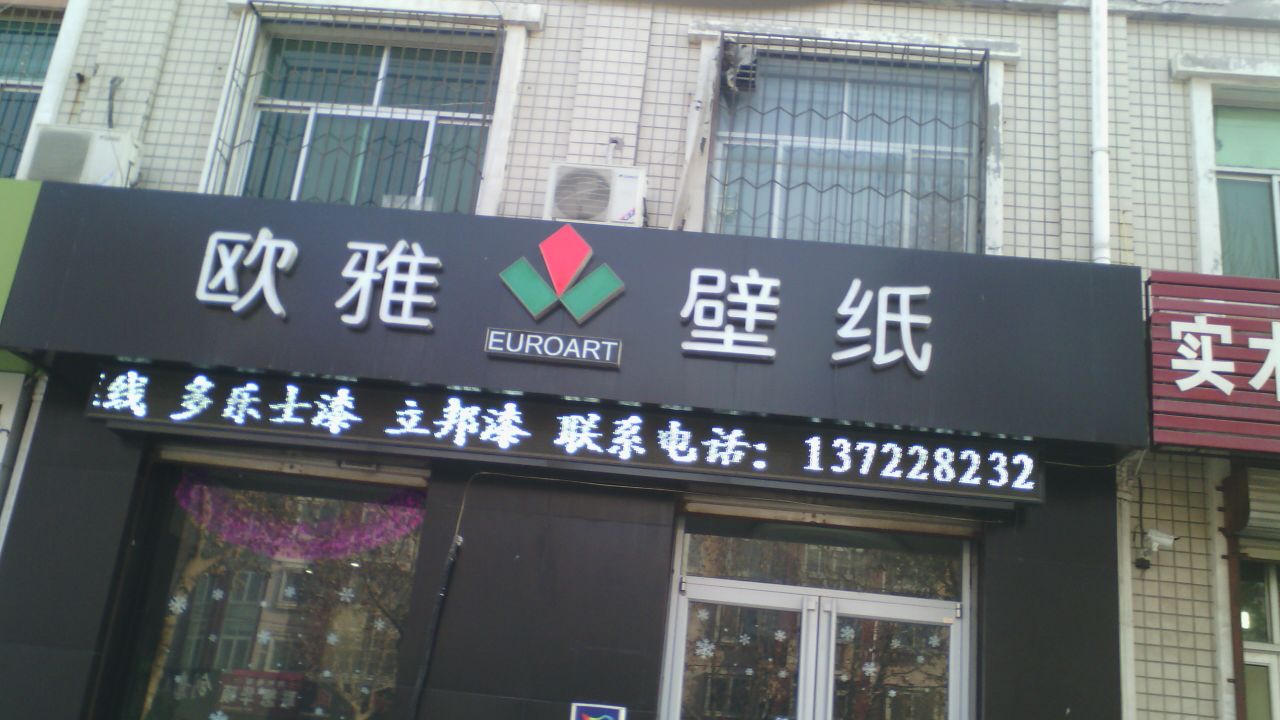 欧雅 壁纸
EUROART
线 多乐士漆 立邦漆 联系电话：137228232
实木